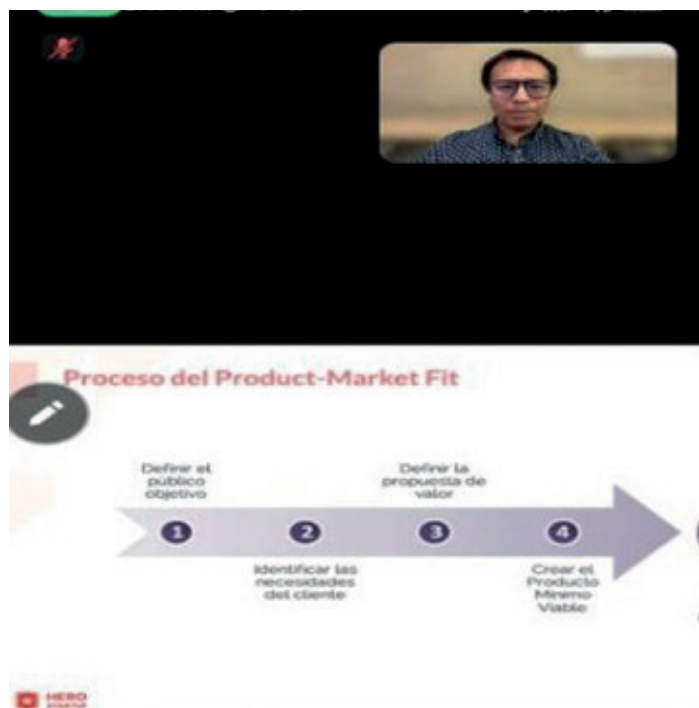 Proceso del Product-Market Fit
Definir el
público
objetivo
Definir la
propuesta de
valor
1
2
3
4
Identificar las
necesidades
del cliente
Crear el
Producto
Mínimo
Viable
HERO
STARTUP